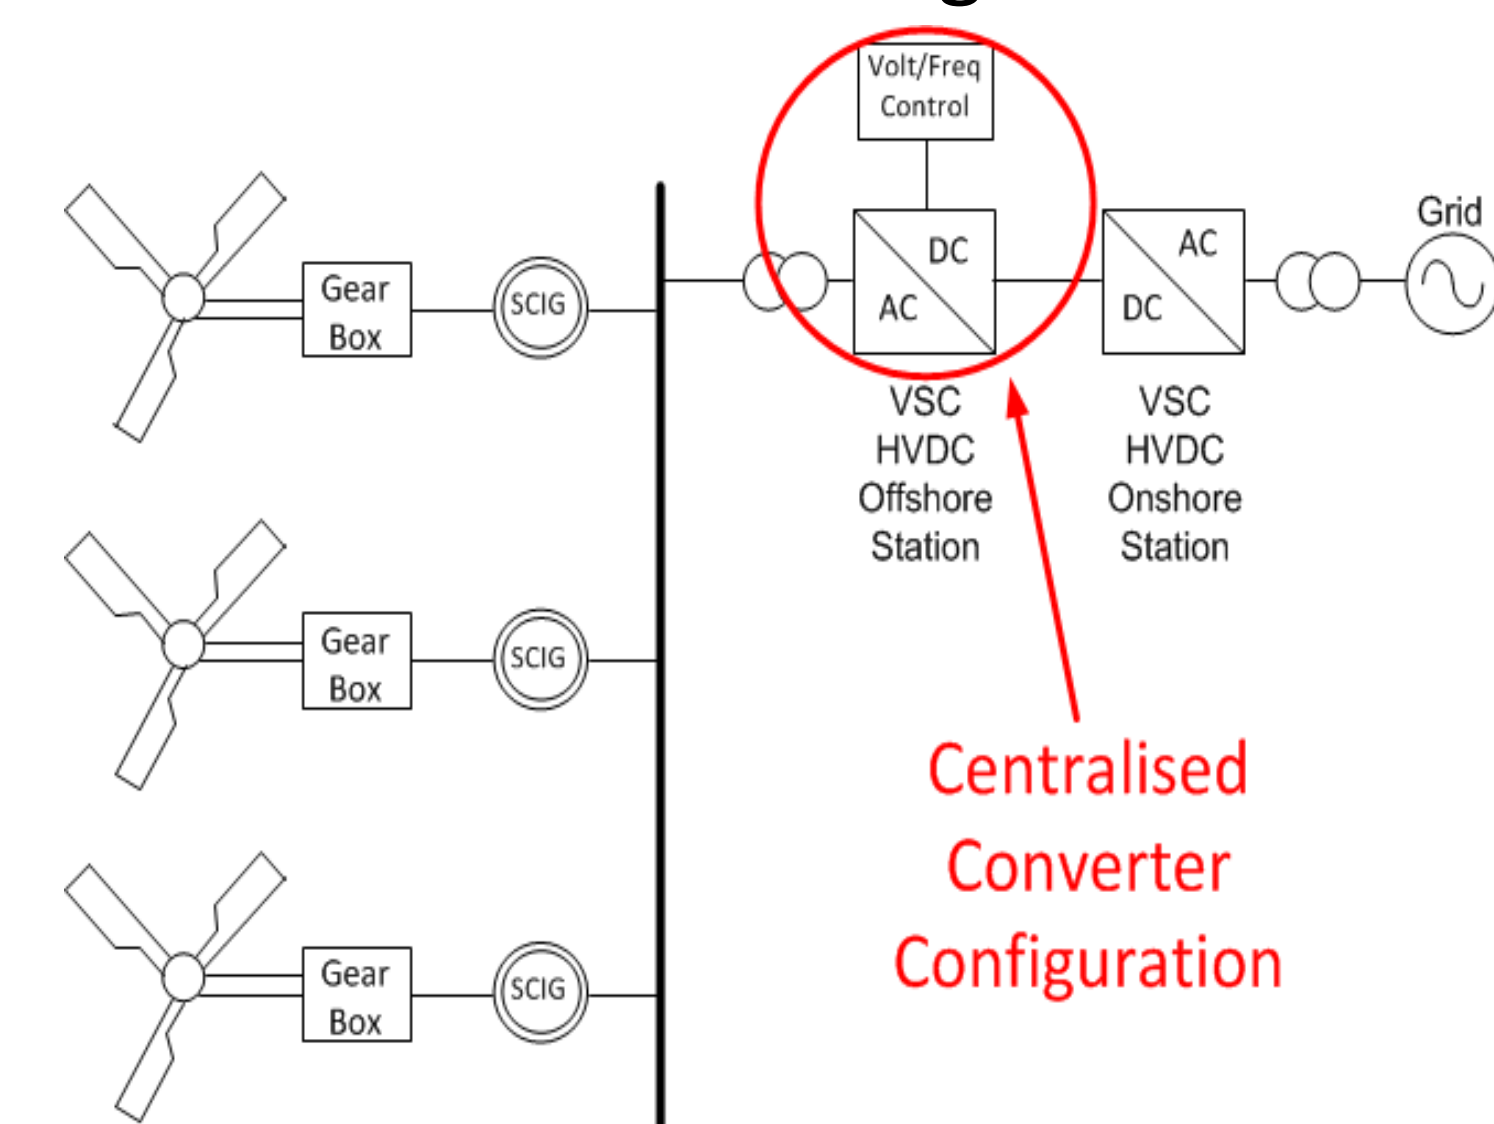 Volt/Freq
Control
DC
AC
AC
DC
Grid
VSC
HVDC
Offshore
Station
VSC
HVDC
Onshore
Station
Gear
Box
SCIG
Gear
Box
SCIG
Gear
Box
SCIG
Centralised
Converter
Configuration